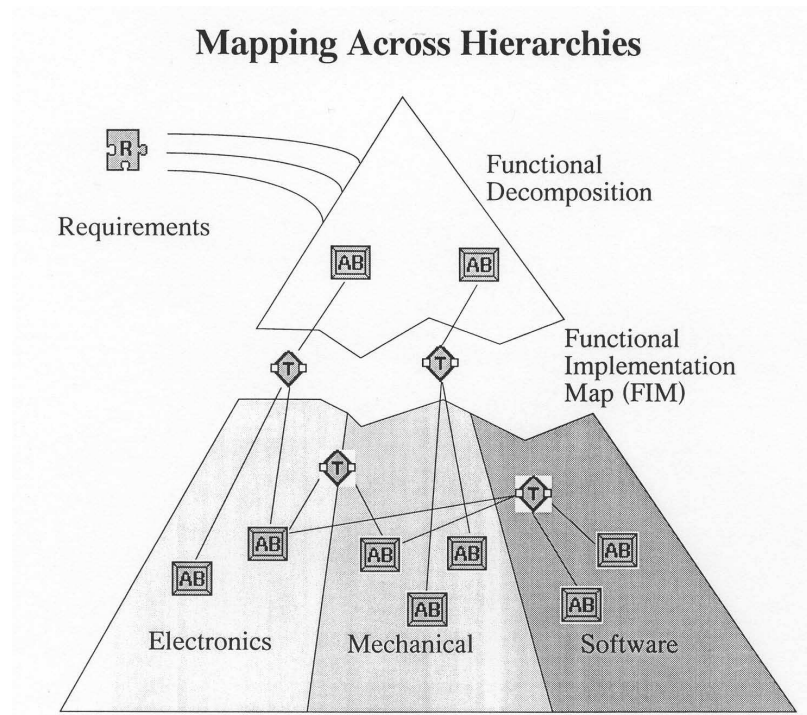 Mapping Across Hierarchies
R
Requirements
Functional
Decomposition
AB
AB
Functional
Implementation
Map (FIM)
T
T
T
T
AB
AB
AB
AB
AB
AB
AB
Electronics
Mechanical
Software